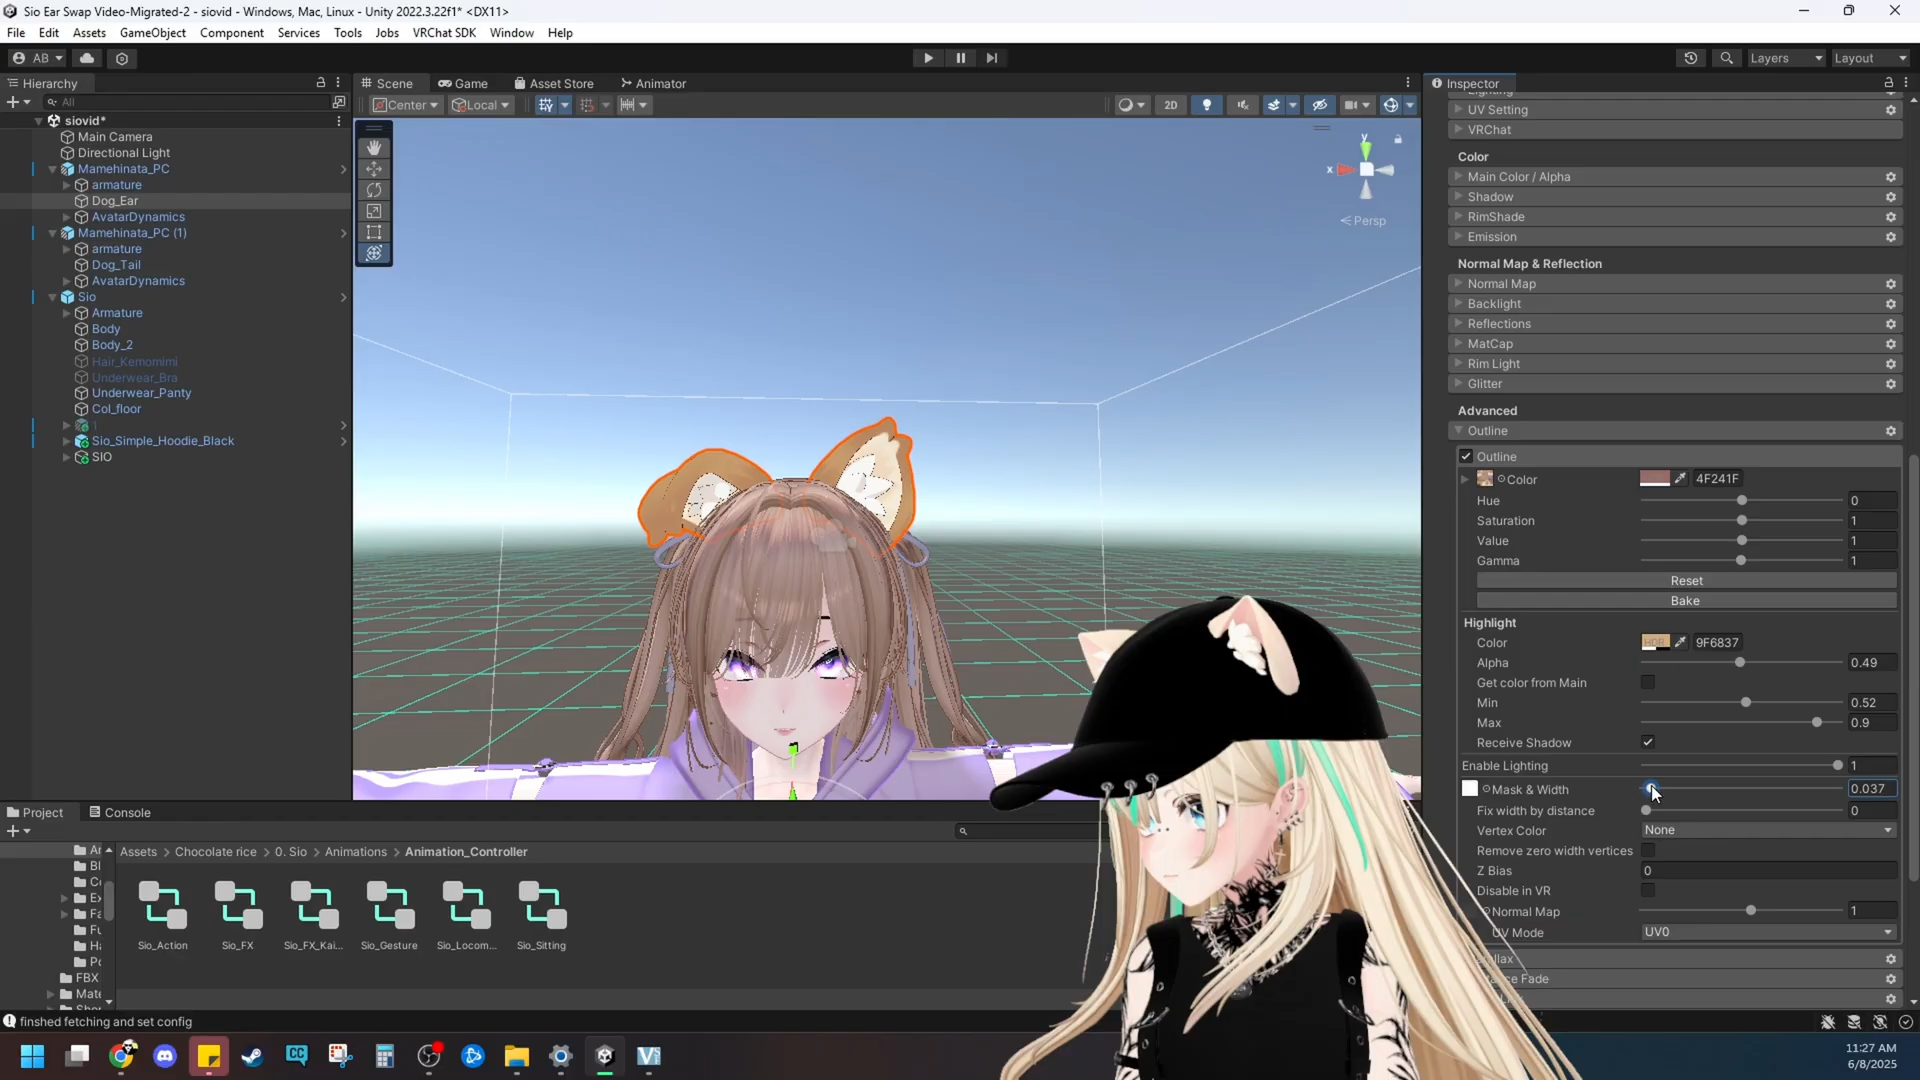 Sio Ear Swap Video-Migrated-2 - siovid - Windows, Mac, Linux - Unity 2022.3.22f1* <DX11>
File Edit Assets GameObject Component Services Tools Jobs VRChat SDK Window Help
AB
Layers
Layout
Hierarchy
Scene
Game
Asset Store
Animator
Inspector
All
Center
Local
2D
siovid*
Main Camera
Directional Light
Mamehinata_PC
armature
Dog_Ear
AvatarDynamics
Mamehinata_PC (1)
armature
Dog_Tail
AvatarDynamics
Sio
Armature
Body
Body_2
Hair_Kemomimi
Underwear_Bra
Underwear_Panty
Col_floor
1
Sio_Simple_Hoodie_Black
SIO
y
x
Persp
UV Setting
VRChat
Color
Main Color / Alpha
Shadow
RimShade
Emission
Normal Map & Reflection
Normal Map
Backlight
Reflections
MatCap
Rim Light
Glitter
Advanced
Outline
Outline
Color 4F241F
Hue 0
Saturation 1
Value 1
Gamma 1
Reset
Bake
Highlight
Color HDR 9F6837
Alpha 0.49
Get color from Main
Min 0.52
Max 0.9
Receive Shadow
Enable Lighting 1
Mask & Width 0.037
Fix width by distance 0
Vertex Color None
Remove zero width vertices
Z Bias 0
Disable in VR
Normal Map 1
UV Mode UV0
Project
Console
Assets Chocolate rice 0. Sio Animations Animation_Controller
FBX
Sio_Action
Sio_FX
Sio_FX_Kai...
Sio_Gesture
Sio_Locom...
Sio_Sitting
finshed fetching and set config
CC
11:27 AM
6/8/2025